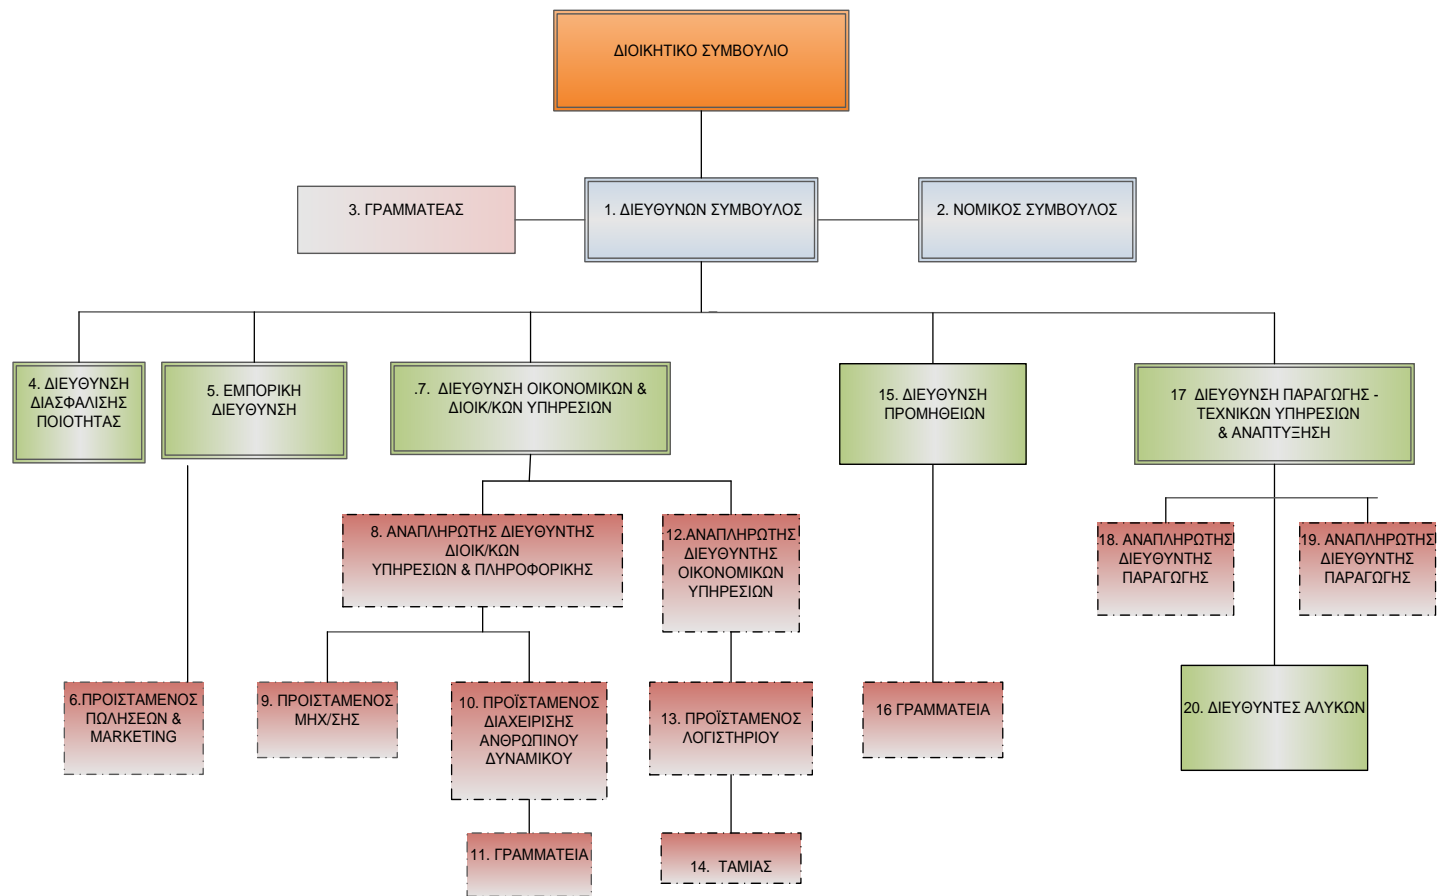 ΔΙΟΙΚΗΤΙΚΟ ΣΥΜΒΟΥΛΙΟ
3. ΓΡΑΜΜΑΤΕΑΣ
1. ΔΙΕΥΘΥΝΩΝ ΣΥΜΒΟΥΛΟΣ
2. ΝΟΜΙΚΟΣ ΣΥΜΒΟΥΛΟΣ
4. ΔΙΕΥΘΥΝΣΗ
ΔΙΑΣΦΑΛΙΣΗΣ
ΠΟΙΟΤΗΤΑΣ
5. ΕΜΠΟΡΙΚΗ
ΔΙΕΥΘΥΝΣΗ
.7. ΔΙΕΥΘΥΝΣΗ ΟΙΚΟΝΟΜΙΚΩΝ &
ΔΙΟΙΚ/ΚΩΝ ΥΠΗΡΕΣΙΩΝ
15. ΔΙΕΥΘΥΝΣΗ
ΠΡΟΜΗΘΕΙΩΝ
17 ΔΙΕΥΘΥΝΣΗ ΠΑΡΑΓΩΓΗΣ -
ΤΕΧΝΙΚΩΝ ΥΠΗΡΕΣΙΩΝ
& ΑΝΑΠΤΥΞΗΣΗ
8. ΑΝΑΠΛΗΡΩΤΗΣ ΔΙΕΥΘΥΝΤΗΣ
ΔΙΟΙΚ/ΚΩΝ
ΥΠΗΡΕΣΙΩΝ & ΠΛΗΡΟΦΟΡΙΚΗΣ
12.ΑΝΑΠΛΗΡΩΤΗΣ
ΔΙΕΥΘΥΝΤΗΣ
ΟΙΚΟΝΟΜΙΚΩΝ
ΥΠΗΡΕΣΙΩΝ
18. ΑΝΑΠΛΗΡΩΤΗΣ
ΔΙΕΥΘΥΝΤΗΣ
ΠΑΡΑΓΩΓΗΣ
19. ΑΝΑΠΛΗΡΩΤΗΣ
ΔΙΕΥΘΥΝΤΗΣ
ΠΑΡΑΓΩΓΗΣ
6.ΠΡΟΙΣΤΑΜΕΝΟΣ
ΠΩΛΗΣΕΩΝ &
MARKETING
9. ΠΡΟΙΣΤΑΜΕΝΟΣ
ΜΗΧ/ΣΗΣ
10. ΠΡΟΪΣΤΑΜΕΝΟΣ
ΔΙΑΧΕΙΡΙΣΗΣ
ΑΝΘΡΩΠΙΝΟΥ
ΔΥΝΑΜΙΚΟΥ
13. ΠΡΟΪΣΤΑΜΕΝΟΣ
ΛΟΓΙΣΤΗΡΙΟΥ
16 ΓΡΑΜΜΑΤΕΙΑ
20. ΔΙΕΥΘΥΝΤΕΣ ΑΛΥΚΩΝ
11. ΓΡΑΜΜΑΤΕΙΑ
14. ΤΑΜΙΑΣ